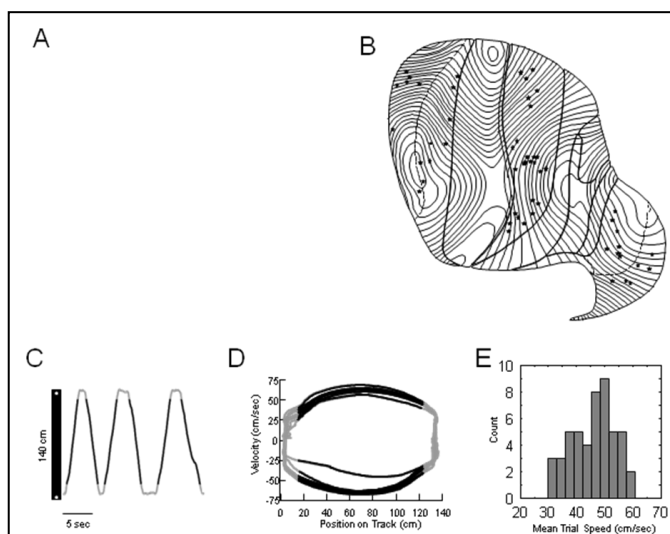 A
B
C
140 cm
5 sec
D
Velocity (cm/sec)
75
50
25
0
-25
-50
-75
0 20 40 60 80 100 120 140
Position on Track (cm)
E
Count
10
8
6
4
2
0
20 30 40 50 60 70
Mean Trial Speed (cm/sec)